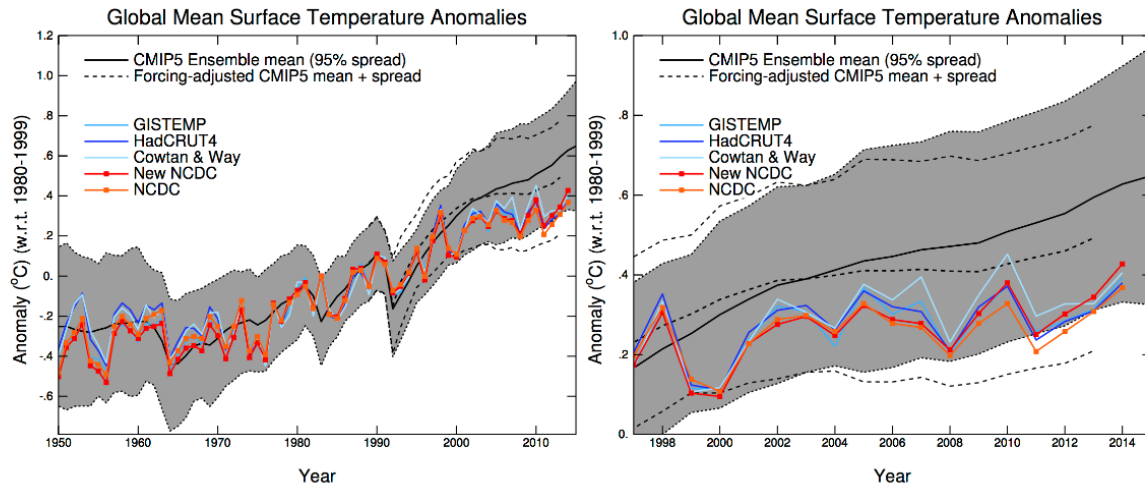 Global Mean Surface Temperature Anomalies
1.2
1.0
.8
.6
.4
.2
0.
-.2
-.4
-.6
Anomaly (°C) (w.r.t. 1980-1999)
CMIP5 Ensemble mean (95% spread)
Forcing-adjusted CMIP5 mean + spread
GISTEMP
HadCRUT4
Cowtan & Way
New NCDC
NCDC
1950
1960
1970
1980
1990
2000
2010
Year
Global Mean Surface Temperature Anomalies
1.
.8
.6
.4
.2
0.
Anomaly (°C) (w.r.t. 1980-1999)
CMIP5 Ensemble mean (95% spread)
Forcing-adjusted CMIP5 mean + spread
GISTEMP
HadCRUT4
Cowtan & Way
New NCDC
NCDC
1998
2000
2002
2004
2006
2008
2010
2012
2014
Year